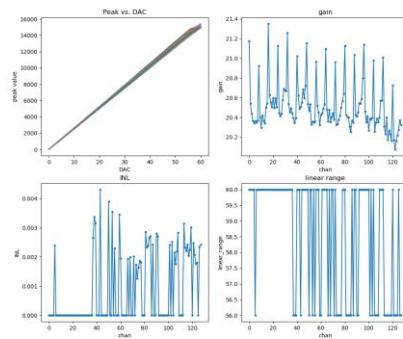 Peak vs. DAC
16000
14000
12000
10000
8000
6000
4000
2000
0
peak value
0 10 20 30 40 50 60
DAC
gain
21.4
21.2
21.0
20.8
20.6
20.4
20.2
gain
0 20 40 60 80 100 120
chan
INL
0.004
0.003
0.002
0.001
0.000
INL
0 20 40 60 80 100 120
chan
linear range
60.0
59.5
59.0
58.5
58.0
57.5
57.0
56.5
56.0
linear_range
0 20 40 60 80 100 120
chan